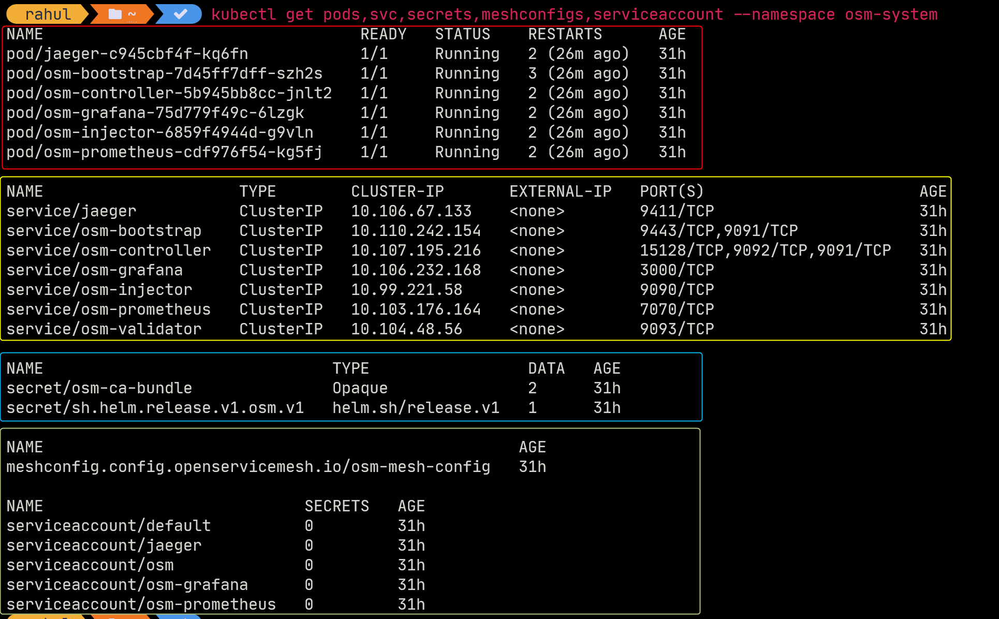 rahul ~ kubectl get pods,svc,secrets,meshconfigs,serviceaccount --namespace osm-system
NAME READY STATUS RESTARTS AGE
pod/jaeger-c945cbf4f-kq6fn 1/1 Running 2 (26m ago) 31h
pod/osm-bootstrap-7d45ff7dff-szh2s 1/1 Running 3 (26m ago) 31h
pod/osm-controller-5b945bb8cc-jnlt2 1/1 Running 2 (26m ago) 31h
pod/osm-grafana-75d779f49c-6lzgk 1/1 Running 2 (26m ago) 31h
pod/osm-injector-6859f4944d-g9vln 1/1 Running 2 (26m ago) 31h
pod/osm-prometheus-cdf976f54-kg5fj 1/1 Running 2 (26m ago) 31h
NAME TYPE CLUSTER-IP EXTERNAL-IP PORT(S) AGE
service/jaeger ClusterIP 10.106.67.133 <none> 9411/TCP 31h
service/osm-bootstrap ClusterIP 10.110.242.154 <none> 9443/TCP,9091/TCP 31h
service/osm-controller ClusterIP 10.107.195.216 <none> 15128/TCP,9092/TCP,9091/TCP 31h
service/osm-grafana ClusterIP 10.106.232.168 <none> 3000/TCP 31h
service/osm-injector ClusterIP 10.99.221.58 <none> 9090/TCP 31h
service/osm-prometheus ClusterIP 10.103.176.164 <none> 7070/TCP 31h
service/osm-validator ClusterIP 10.104.48.56 <none> 9093/TCP 31h
NAME TYPE DATA AGE
secret/osm-ca-bundle Opaque 2 31h
secret/sh.helm.release.v1.osm.v1 helm.sh/release.v1 1 31h
NAME AGE
meshconfig.config.openservicemesh.io/osm-mesh-config 31h
NAME SECRETS AGE
serviceaccount/default 0 31h
serviceaccount/jaeger 0 31h
serviceaccount/osm 0 31h
serviceaccount/osm-grafana 0 31h
serviceaccount/osm-prometheus 0 31h